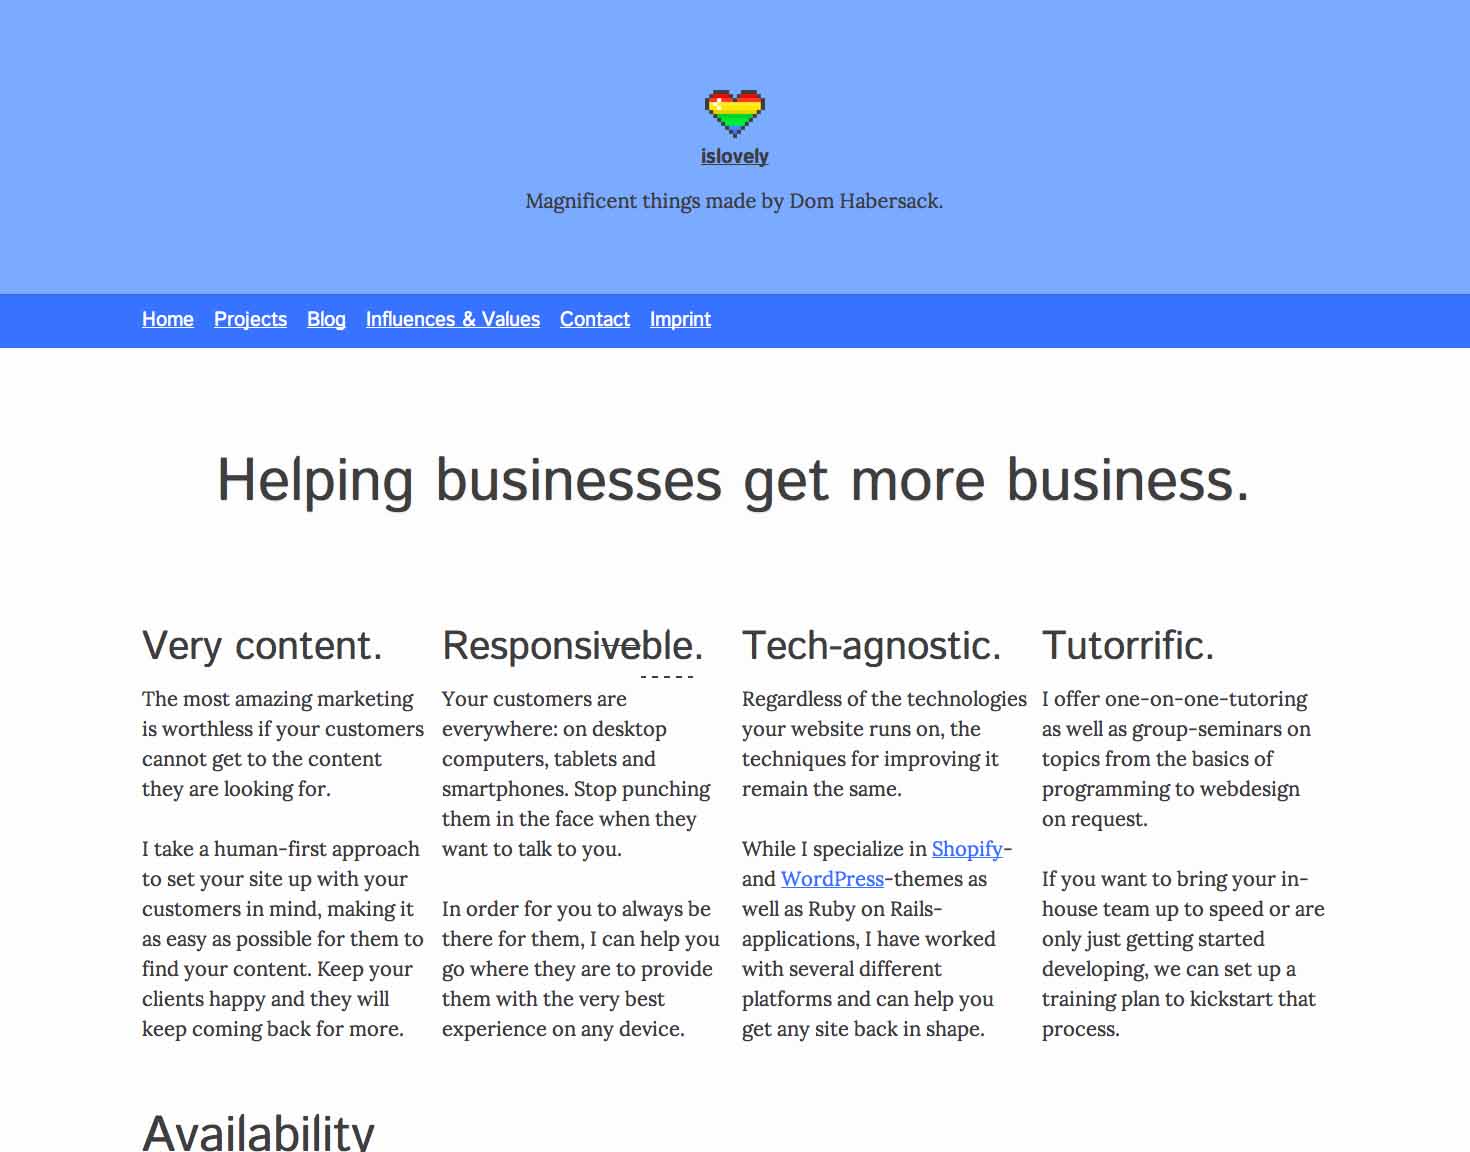 islovely
Magnificent things made by Dom Habersack.
Home Projects Blog Influences & Values Contact Imprint
Helping businesses get more business.
Very content.
The most amazing marketing
is worthless if your customers
cannot get to the content
they are looking for.
I take a human-first approach
to set your site up with your
customers in mind, making it
as easy as possible for them to
find your content. Keep your
clients happy and they will
keep coming back for more.
Responsiveble.
Your customers are
everywhere: on desktop
computers, tablets and
smartphones. Stop punching
them in the face when they
want to talk to you.
In order for you to always be
there for them, I can help you
go where they are to provide
them with the very best
experience on any device.
Tech-agnostic.
Regardless of the technologies
your website runs on, the
techniques for improving it
remain the same.
While I specialize in Shopify-
and WordPress-themes as
well as Ruby on Rails-
applications, I have worked
with several different
platforms and can help you
get any site back in shape.
Tutorrific.
I offer one-on-one-tutoring
as well as group-seminars on
topics from the basics of
programming to webdesign
on request.
If you want to bring your in-
house team up to speed or are
only just getting started
developing, we can set up a
training plan to kickstart that
process.
Availability